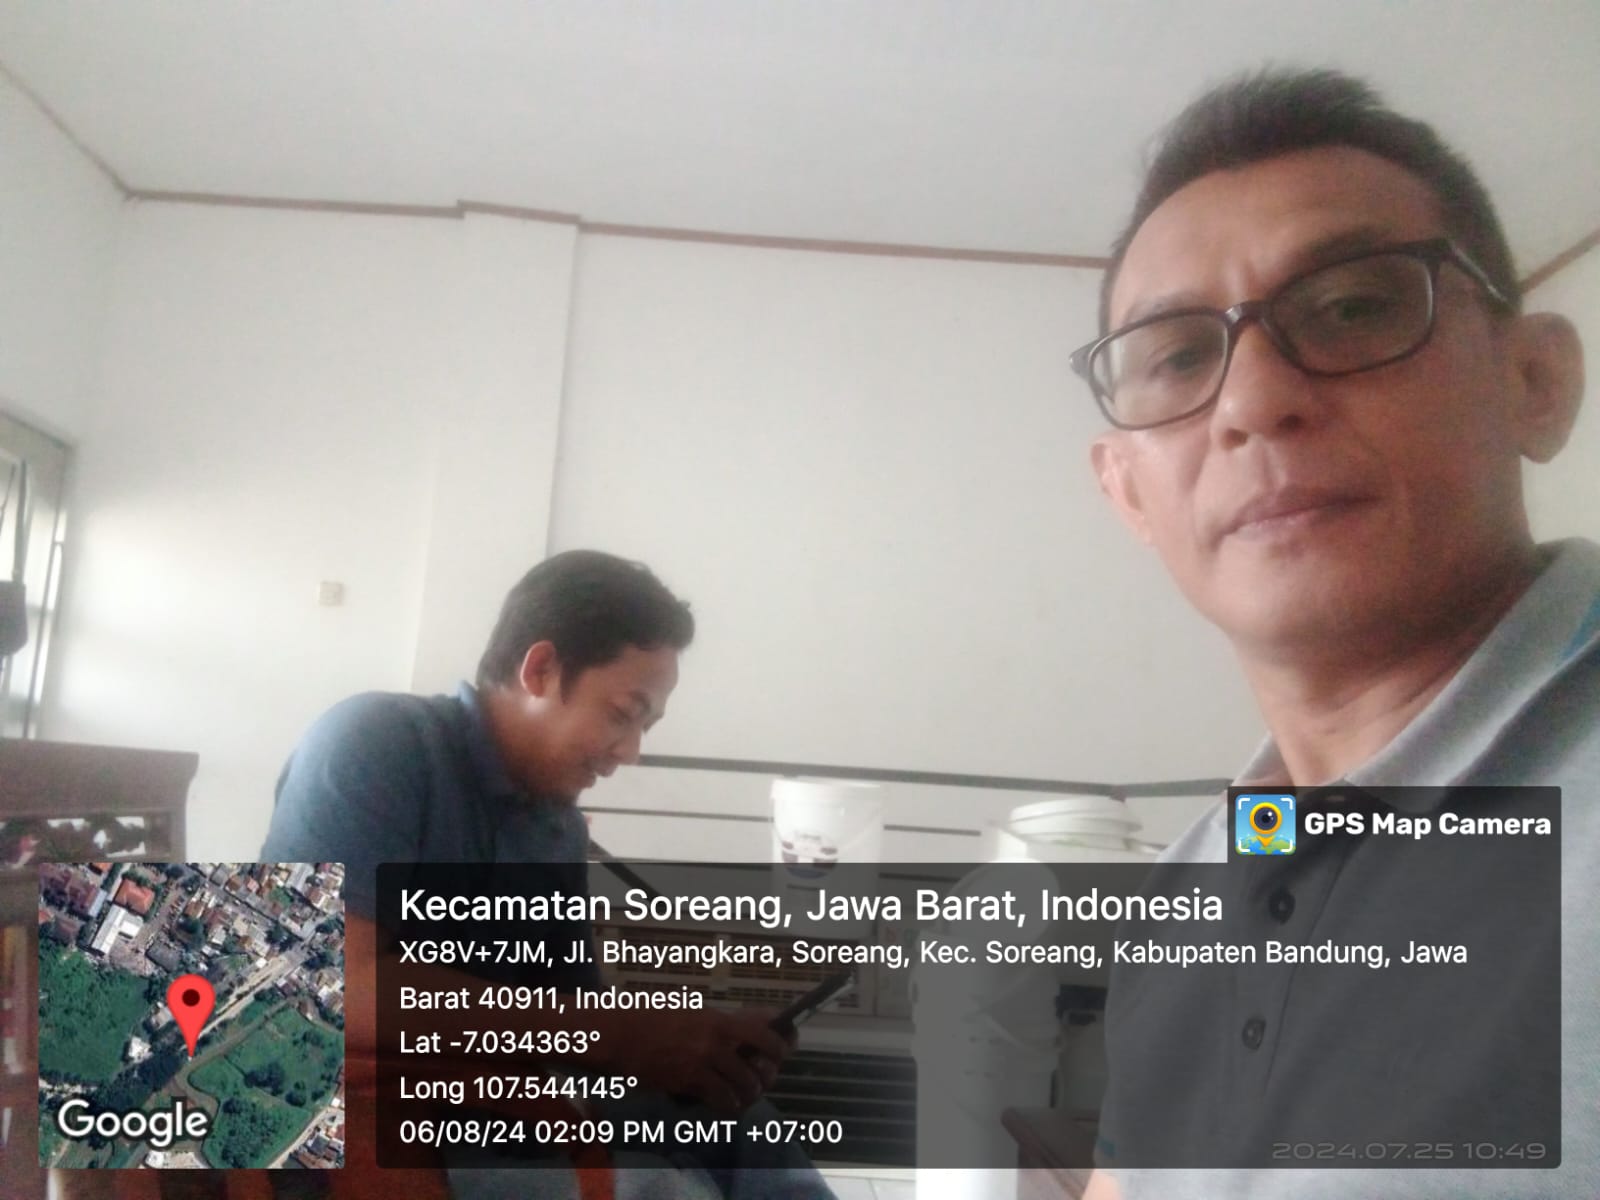 GPS Map Camera
Kecamatan Soreang, Jawa Barat, Indonesia
XG8V+7JM, Jl. Bhayangkara, Soreang, Kec. Soreang, Kabupaten Bandung, Jawa
Barat 40911, Indonesia
Lat -7.034363°
Long 107.544145°
06/08/24 02:09 PM GMT +07:00
Google
2024.07.25 10:49